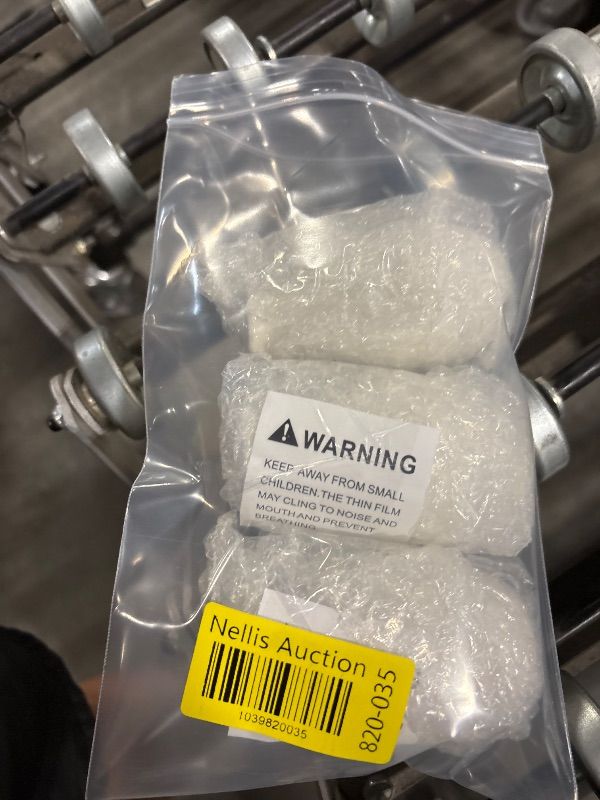 WARNING
KEEP AWAY FROM SMALL
CHILDREN.THE THIN FILM
MAY CLING TO NOISE AND
MOUTH AND PREVENT
BREATHING
Nellis Auction
1039820035
820-035